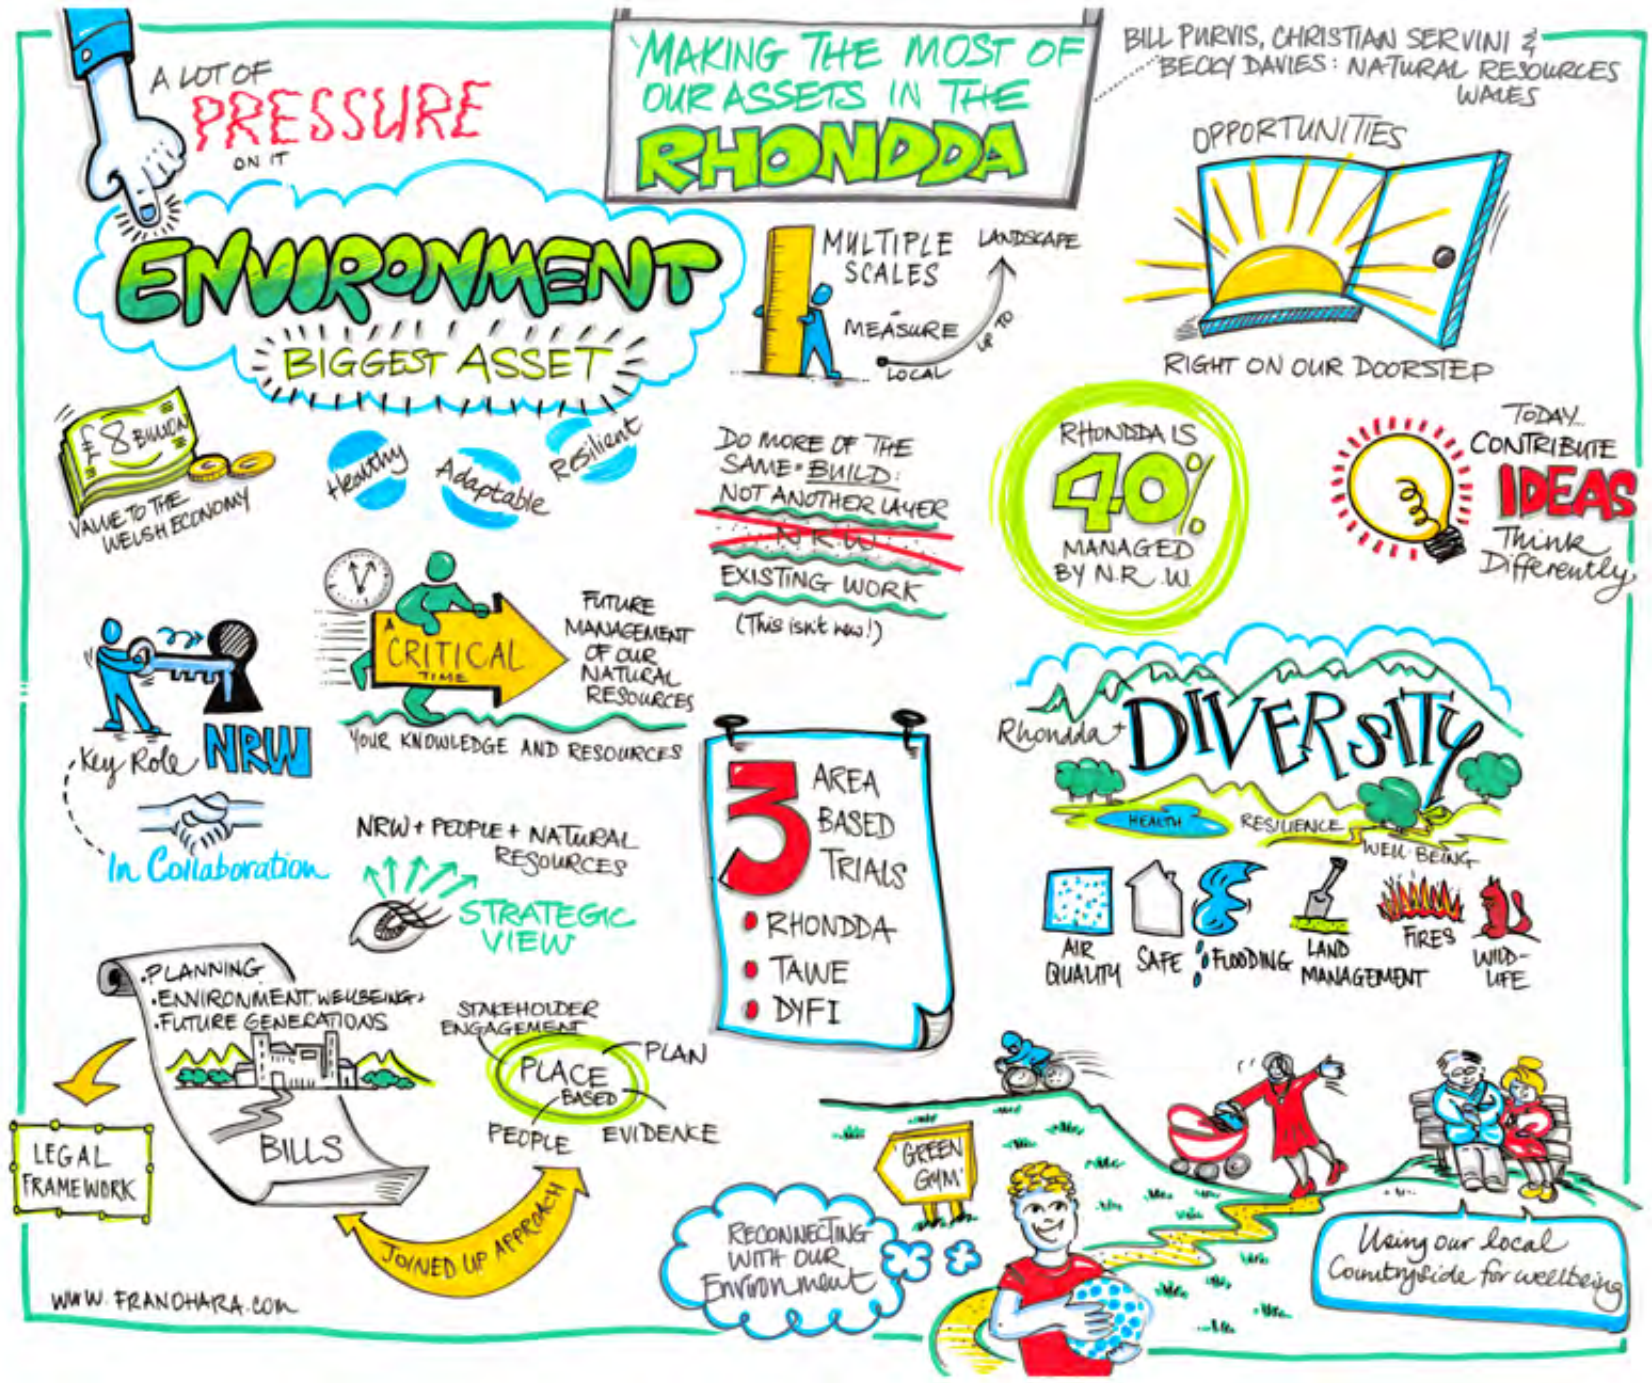 A LOT OF
PRESSURE
ON IT
'MAKING THE MOST OF
OUR ASSETS IN THE
RHONDDA
BILL PURVIS, CHRISTIAN SERVINI &
BECKY DAVIES: NATURAL RESOURCES
WALES
ENVIRONMENT
BIGGEST ASSET
MULTIPLE
SCALES
MEASURE
LOCAL
UP TO
LANDSCAPE
OPPORTUNITIES
RIGHT ON OUR DOORSTEP
£8 BILLION
VALUE TO THE
WELSH ECONOMY
Healthy
Adaptable
Resilient
DO MORE OF THE
SAME • BUILD:
NOT ANOTHER LAYER
N R W
EXISTING WORK
(This isn't new!)
RHONDDA IS
40%
MANAGED
BY N.R.W.
TODAY...
CONTRIBUTE
IDEAS
Think
Differently
A
CRITICAL
TIME
FUTURE
MANAGEMENT
OF OUR
NATURAL
RESOURCES
YOUR KNOWLEDGE AND RESOURCES
Key Role NRW
In Collaboration
NRW + PEOPLE + NATURAL
RESOURCES
STRATEGIC
VIEW
3 AREA
BASED
TRIALS
• RHONDDA
• TAWE
• DYFI
Rhondda +
DIVERSITY
HEALTH
RESILIENCE
WELL-BEING
AIR
QUALITY
SAFE
FLOODING
LAND
MANAGEMENT
FIRES
WILD-
LIFE
• PLANNING
• ENVIRONMENT, WELLBEING +
• FUTURE GENERATIONS
BILLS
LEGAL
FRAMEWORK
STAKEHOLDER
ENGAGEMENT
PLACE
BASED
PLAN
PEOPLE
EVIDENCE
JOINED UP APPROACH
'GREEN
GYM'
RECONNECTING
WITH OUR
Environment
Using our local
Countryside for wellbeing
WWW.FRANOHARA.COM